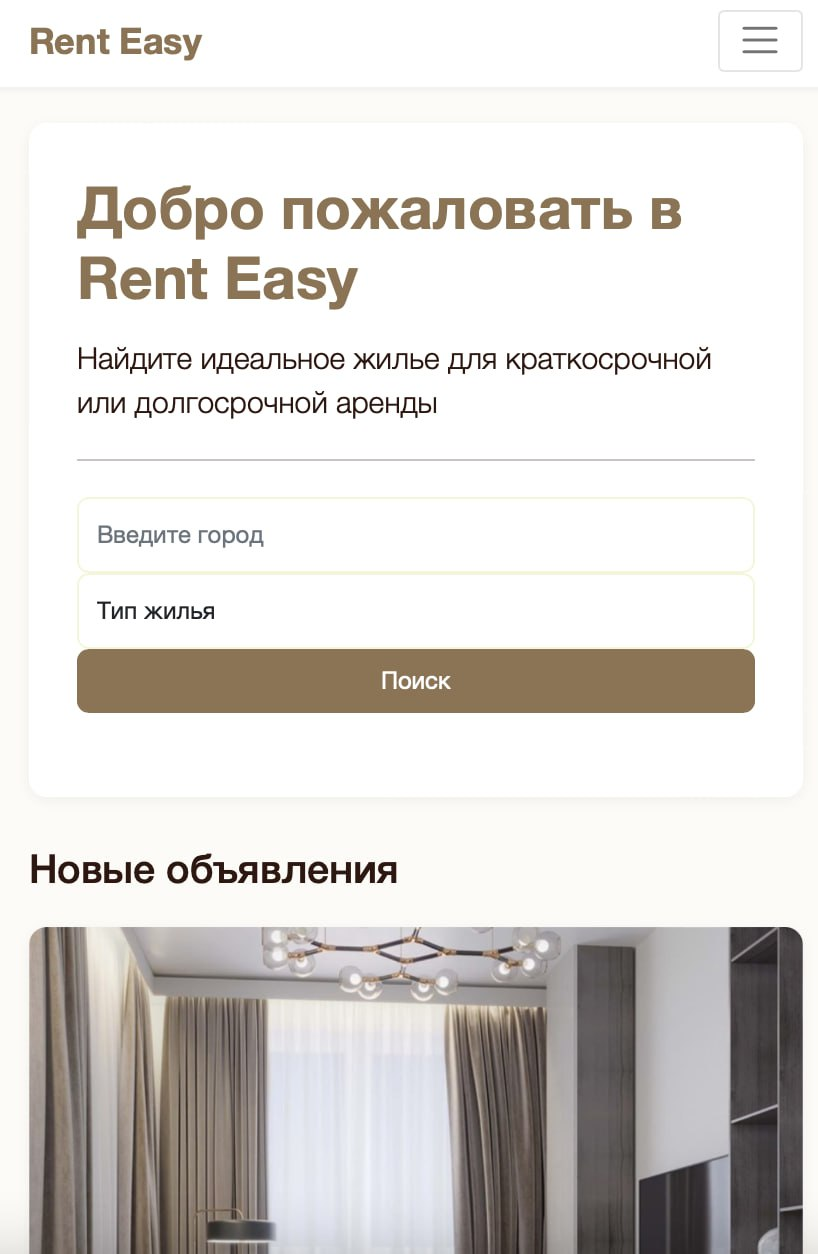 Rent Easy
Добро пожаловать в
Rent Easy
Найдите идеальное жилье для краткосрочной
или долгосрочной аренды
Введите город
Тип жилья
Поиск
Новые объявления